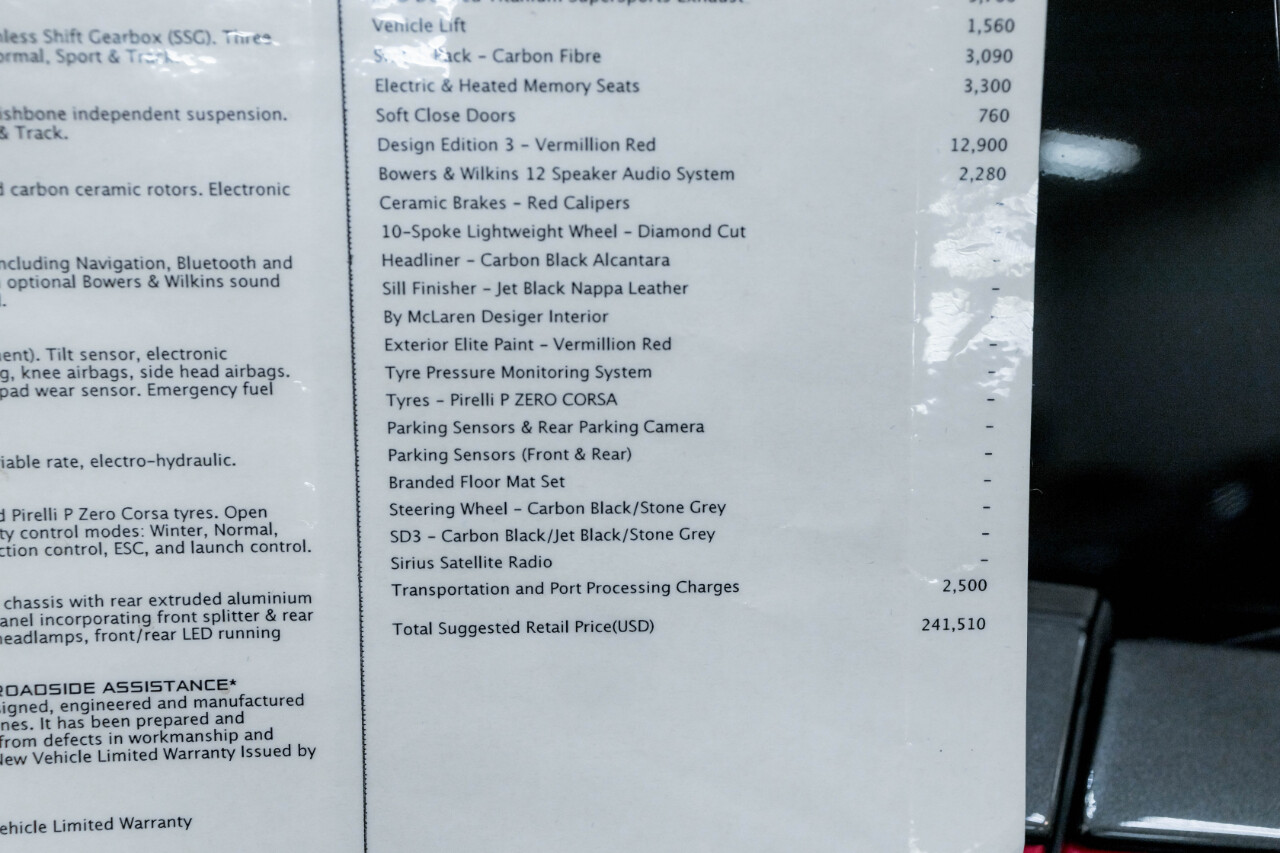 Titanium Supersports Exhaust
Vehicle Lift 1,560
Pack - Carbon Fibre 3,090
Electric & Heated Memory Seats 3,300
Soft Close Doors 760
Design Edition 3 - Vermillion Red 12,900
Bowers & Wilkins 12 Speaker Audio System 2,280
Ceramic Brakes - Red Calipers -
10-Spoke Lightweight Wheel - Diamond Cut -
Headliner - Carbon Black Alcantara -
Sill Finisher - Jet Black Nappa Leather -
By McLaren Desiger Interior -
Exterior Elite Paint - Vermillion Red -
Tyre Pressure Monitoring System -
Tyres - Pirelli P ZERO CORSA -
Parking Sensors & Rear Parking Camera -
Parking Sensors (Front & Rear) -
Branded Floor Mat Set -
Steering Wheel - Carbon Black/Stone Grey -
SD3 - Carbon Black/Jet Black/Stone Grey -
Sirius Satellite Radio -
Transportation and Port Processing Charges 2,500
Total Suggested Retail Price(USD) 241,510
less Shift Gearbox (SSG). Three
ormal, Sport & Track.
ishbone independent suspension.
& Track.
d carbon ceramic rotors. Electronic
ncluding Navigation, Bluetooth and
optional Bowers & Wilkins sound
ent). Tilt sensor, electronic
g, knee airbags, side head airbags.
pad wear sensor. Emergency fuel
iable rate, electro-hydraulic.
d Pirelli P Zero Corsa tyres. Open
ty control modes: Winter, Normal,
ction control, ESC, and launch control.
chassis with rear extruded aluminium
anel incorporating front splitter & rear
headlamps, front/rear LED running
ROADSIDE ASSISTANCE*
signed, engineered and manufactured
nes. It has been prepared and
from defects in workmanship and
New Vehicle Limited Warranty Issued by
ehicle Limited Warranty